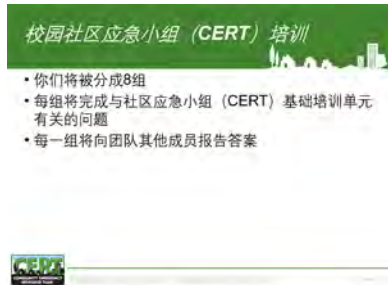 校园社区应急小组（CERT）培训
• 你们将被分成8组
• 每组将完成与社区应急小组（CERT）基础培训单元
有关的问题
• 每一组将向团队其他成员报告答案
CERT